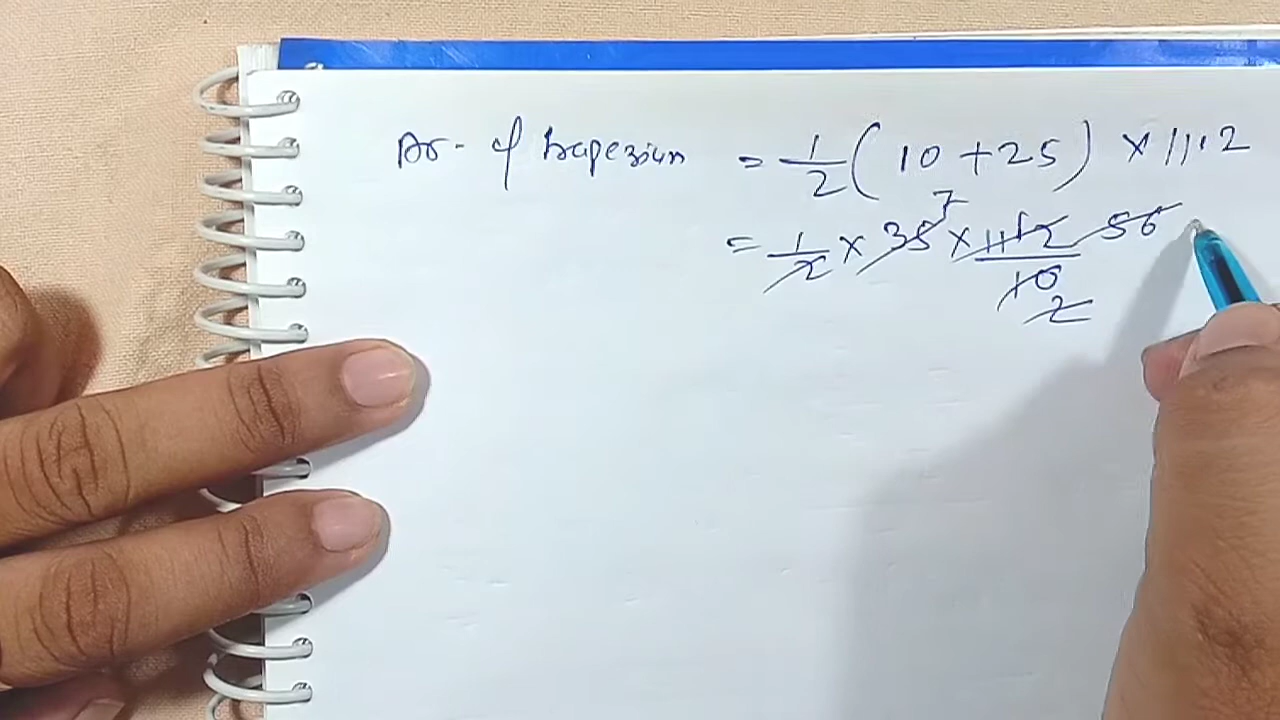 Ar- of trapezium = 1/2 (10 + 25) × 11.2
= 1/2 × 35 7 × 112/10 56 2